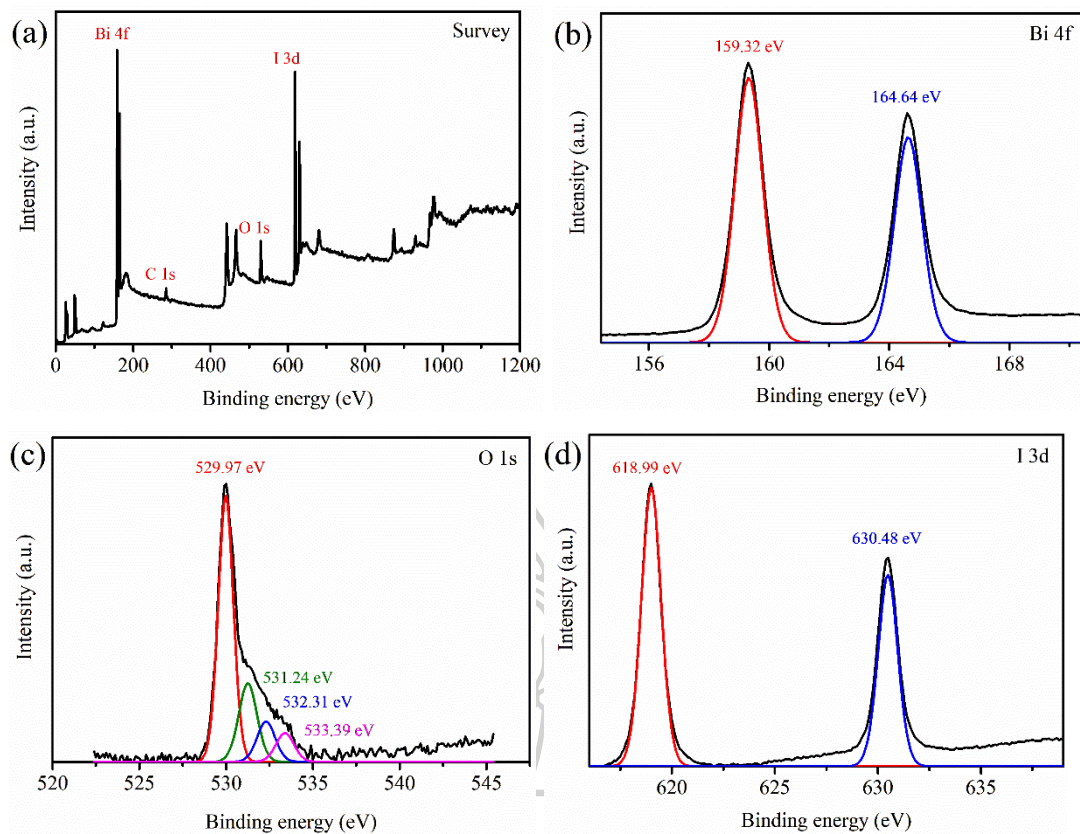 (a)
Survey
Bi 4f
I 3d
O 1s
C 1s
Intensity (a.u.)
0 200 400 600 800 1000 1200
Binding energy (eV)
(b)
Bi 4f
159.32 eV
164.64 eV
Intensity (a.u.)
156 160 164 168
Binding energy (eV)
(c)
O 1s
529.97 eV
531.24 eV
532.31 eV
533.39 eV
Intensity (a.u.)
520 525 530 535 540 545
Binding energy (eV)
(d)
I 3d
618.99 eV
630.48 eV
Intensity (a.u.)
620 625 630 635
Binding energy (eV)